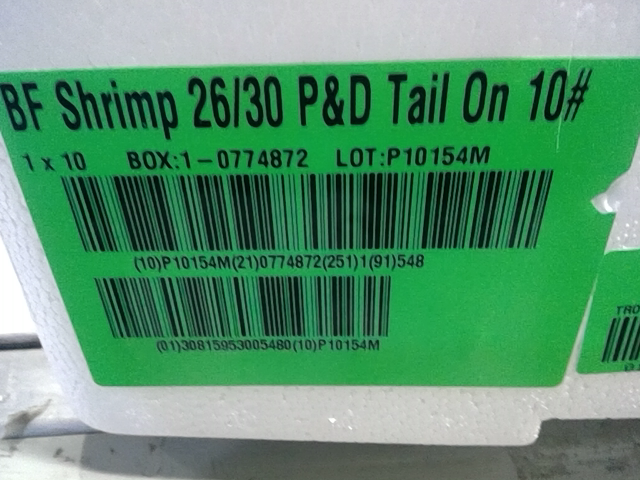 BF Shrimp 26/30 P&D Tail On 10#
1 x 10 BOX:1-0774872 LOT:P10154M
(10)P10154M(21)0774872(251)1(91)548
(01)30815953005480(10)P10154M
TRO